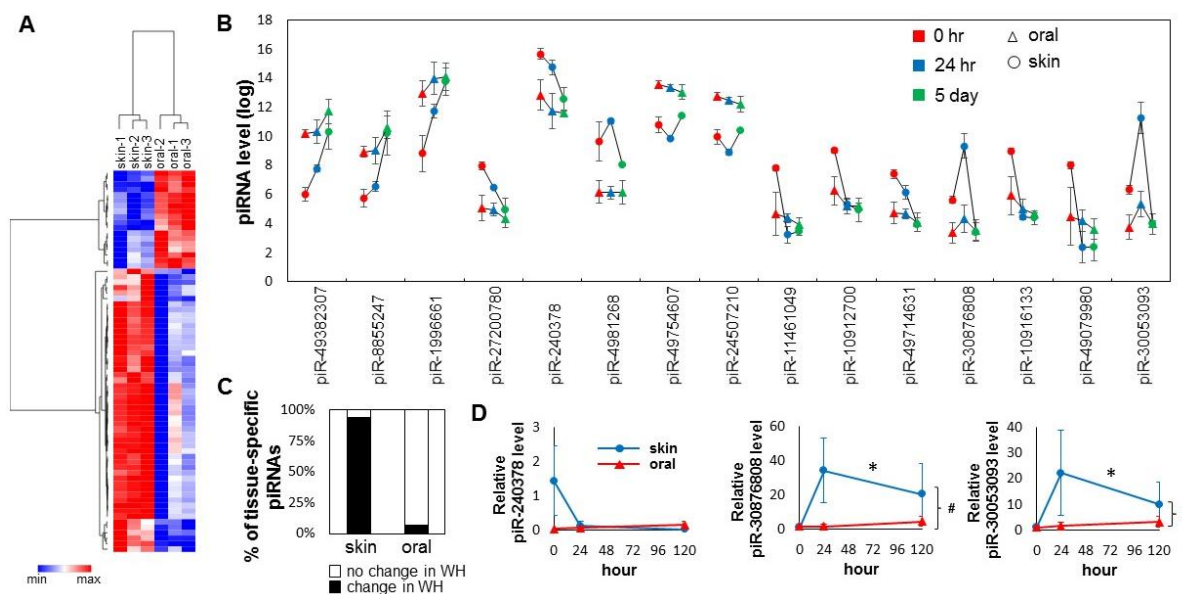 A
skin-1
skin-2
skin-3
oral-2
oral-1
oral-3
min
max
B
piRNA level (log)
18
16
14
12
10
8
6
4
2
0
0 hr
24 hr
5 day
oral
skin
piR-49382307
piR-8855247
piR-1996661
piR-27200780
piR-240378
piR-4981268
piR-49754607
piR-24507210
piR-11461049
piR-10912700
piR-49714631
piR-30876808
piR-10916133
piR-49079980
piR-30053093
C
% of tissue-specific
piRNAs
100%
75%
50%
25%
0%
skin oral
no change in WH
change in WH
D
Relative
piR-240378 level
3
2
1
0
skin
oral
0 24 48 72 96 120
hour
Relative
piR-30876808 level
60
40
20
0
*
#
0 24 48 72 96 120
hour
Relative
piR-30053093 level
40
30
20
10
0
*
0 24 48 72 96 120
hour